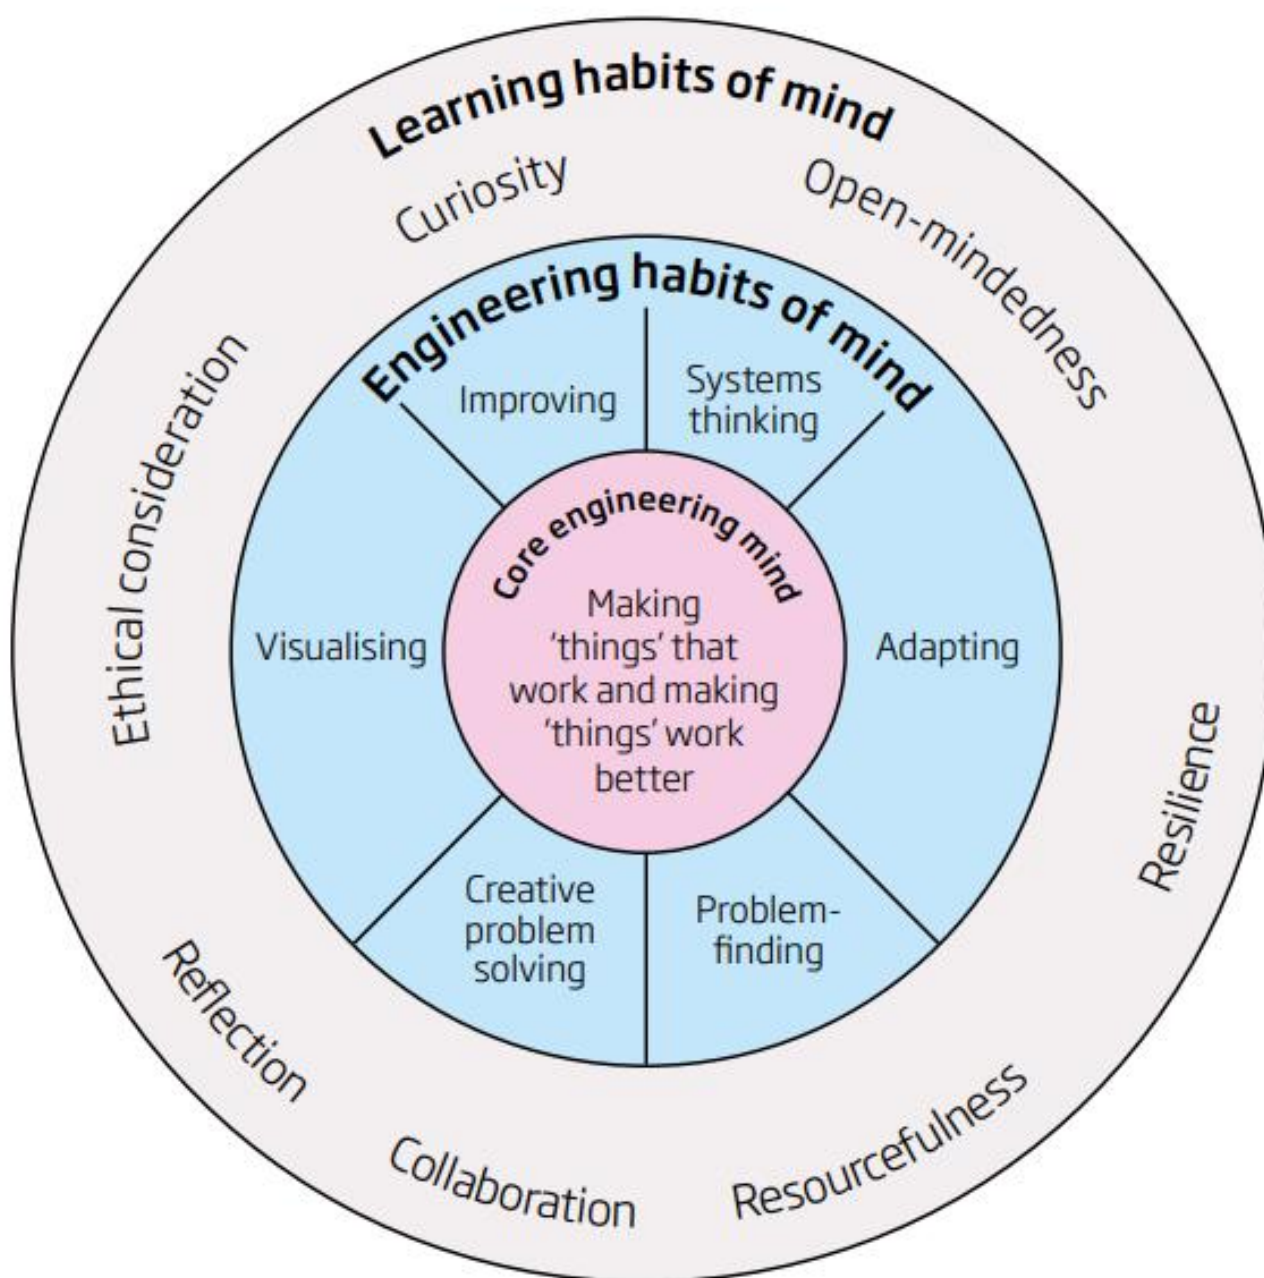 Learning habits of mind
Curiosity
Open-mindedness
Ethical consideration
Resilience
Reflection
Collaboration
Resourcefulness
Engineering habits of mind
Improving
Systems
thinking
Visualising
Adapting
Creative
problem
solving
Problem-
finding
Core engineering mind
Making
‘things’ that
work and making
‘things’ work
better